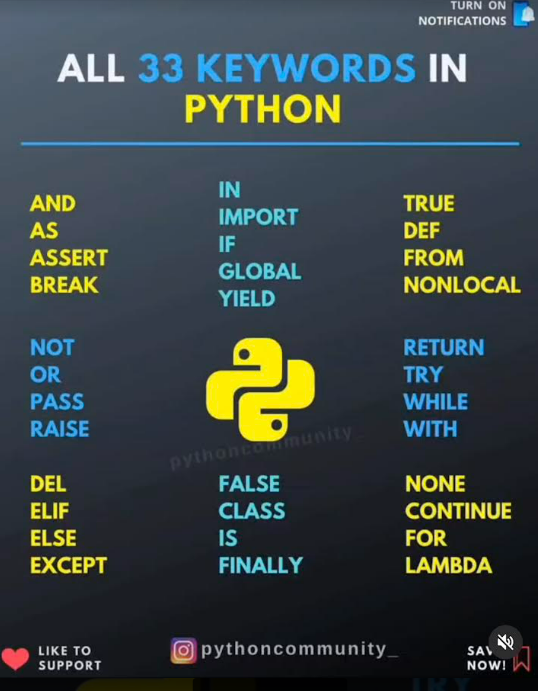 TURN ON
NOTIFICATIONS
ALL 33 KEYWORDS IN
PYTHON
AND
AS
ASSERT
BREAK
IN
IMPORT
IF
GLOBAL
YIELD
TRUE
DEF
FROM
NONLOCAL
NOT
OR
PASS
RAISE
RETURN
TRY
WHILE
WITH
pythoncommunity
DEL
ELIF
ELSE
EXCEPT
FALSE
CLASS
IS
FINALLY
NONE
CONTINUE
FOR
LAMBDA
LIKE TO
SUPPORT
pythoncommunity_
SAV
NOW!